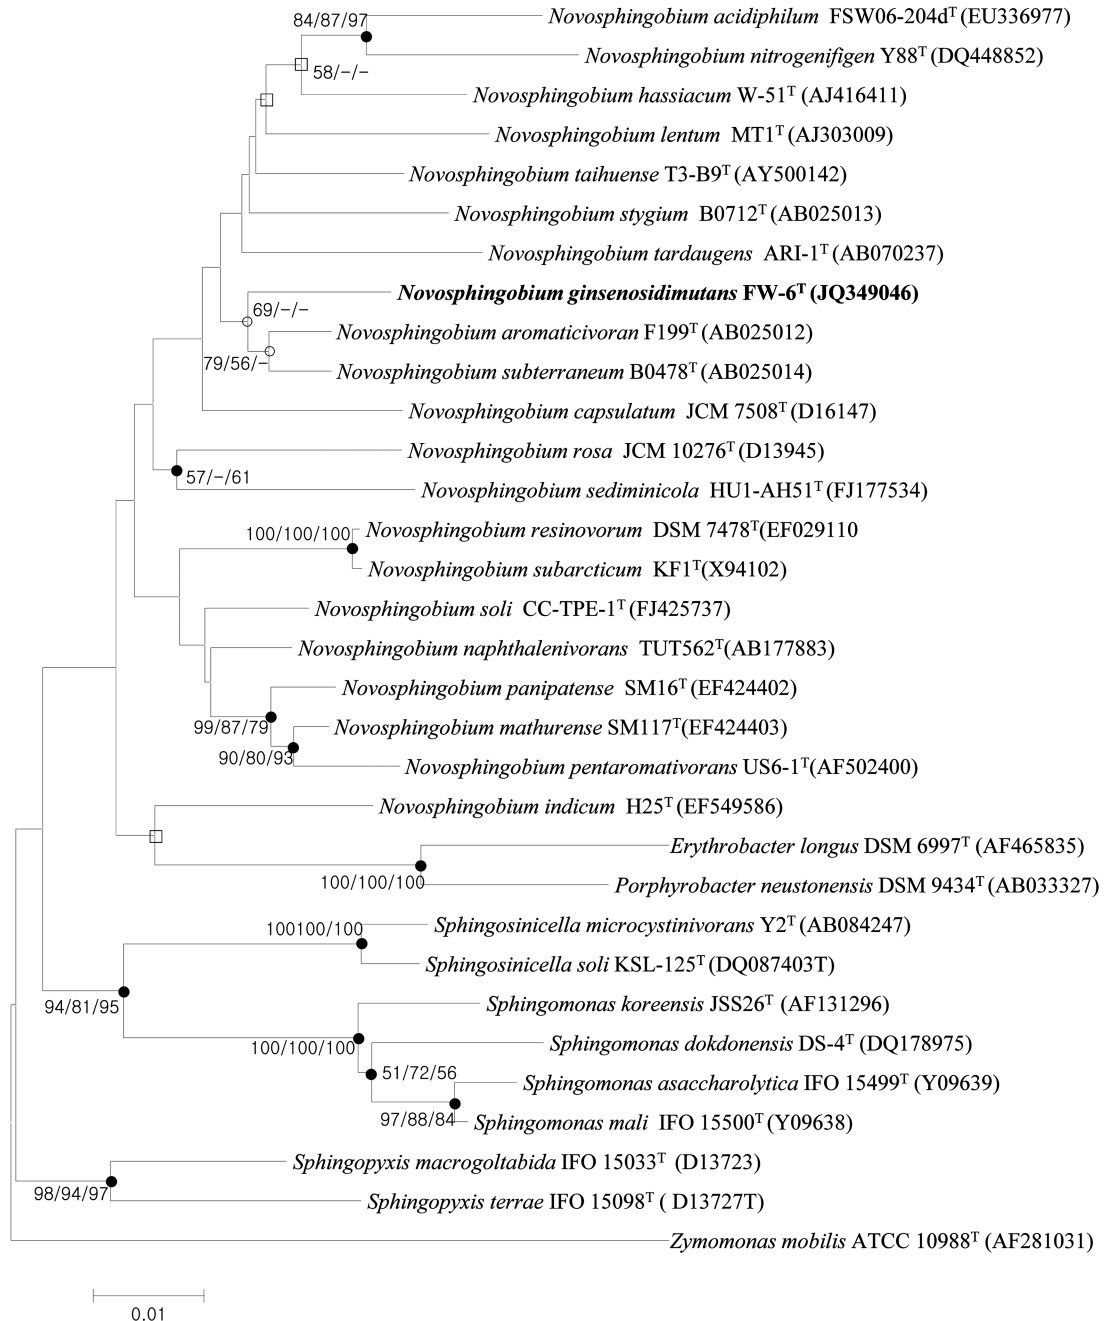 84/87/97
Novosphingobium acidiphilum FSW06-204dT (EU336977)
Novosphingobium nitrogenifigen Y88T (DQ448852)
58/–/–
Novosphingobium hassiacum W-51T (AJ416411)
Novosphingobium lentum MT1T (AJ303009)
Novosphingobium taihuense T3-B9T (AY500142)
Novosphingobium stygium B0712T (AB025013)
Novosphingobium tardaugens ARI-1T (AB070237)
Novosphingobium ginsenosidimutans FW-6T (JQ349046)
69/–/–
Novosphingobium aromaticivoran F199T (AB025012)
79/56/–
Novosphingobium subterraneum B0478T (AB025014)
Novosphingobium capsulatum JCM 7508T (D16147)
Novosphingobium rosa JCM 10276T (D13945)
57/–/61
Novosphingobium sediminicola HU1-AH51T (FJ177534)
100/100/100
Novosphingobium resinovorum DSM 7478T(EF029110
Novosphingobium subarcticum KF1T(X94102)
Novosphingobium soli CC-TPE-1T (FJ425737)
Novosphingobium naphthalenivorans TUT562T(AB177883)
Novosphingobium panipatense SM16T (EF424402)
99/87/79
Novosphingobium mathurense SM117T(EF424403)
90/80/93
Novosphingobium pentaromativorans US6-1T(AF502400)
Novosphingobium indicum H25T (EF549586)
Erythrobacter longus DSM 6997T (AF465835)
100/100/100
Porphyrobacter neustonensis DSM 9434T (AB033327)
100100/100
Sphingosinicella microcystinivorans Y2T (AB084247)
Sphingosinicella soli KSL-125T (DQ087403T)
94/81/95
Sphingomonas koreensis JSS26T (AF131296)
100/100/100
Sphingomonas dokdonensis DS-4T (DQ178975)
51/72/56
Sphingomonas asaccharolytica IFO 15499T (Y09639)
97/88/84
Sphingomonas mali IFO 15500T (Y09638)
Sphingopyxis macrogoltabida IFO 15033T (D13723)
98/94/97
Sphingopyxis terrae IFO 15098T ( D13727T)
Zymomonas mobilis ATCC 10988T (AF281031)
0.01